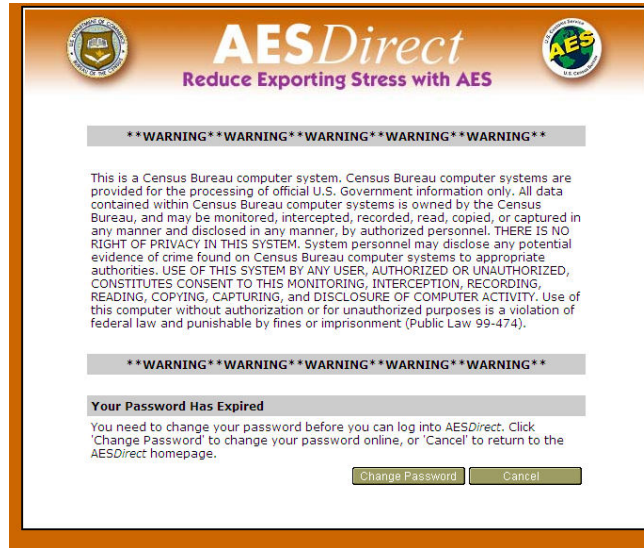 AESDirect
Reduce Exporting Stress with AES
AES
**WARNING**WARNING**WARNING**WARNING**WARNING**
This is a Census Bureau computer system. Census Bureau computer systems are
provided for the processing of official U.S. Government information only. All data
contained within Census Bureau computer systems is owned by the Census
Bureau, and may be monitored, intercepted, recorded, read, copied, or captured in
any manner and disclosed in any manner, by authorized personnel. THERE IS NO
RIGHT OF PRIVACY IN THIS SYSTEM. System personnel may disclose any potential
evidence of crime found on Census Bureau computer systems to appropriate
authorities. USE OF THIS SYSTEM BY ANY USER, AUTHORIZED OR UNAUTHORIZED,
CONSTITUTES CONSENT TO THIS MONITORING, INTERCEPTION, RECORDING,
READING, COPYING, CAPTURING, and DISCLOSURE OF COMPUTER ACTIVITY. Use of
this computer without authorization or for unauthorized purposes is a violation of
federal law and punishable by fines or imprisonment (Public Law 99-474).
**WARNING**WARNING**WARNING**WARNING**WARNING**
Your Password Has Expired
You need to change your password before you can log into AESDirect. Click
'Change Password' to change your password online, or 'Cancel' to return to the
AESDirect homepage.
Change Password
Cancel